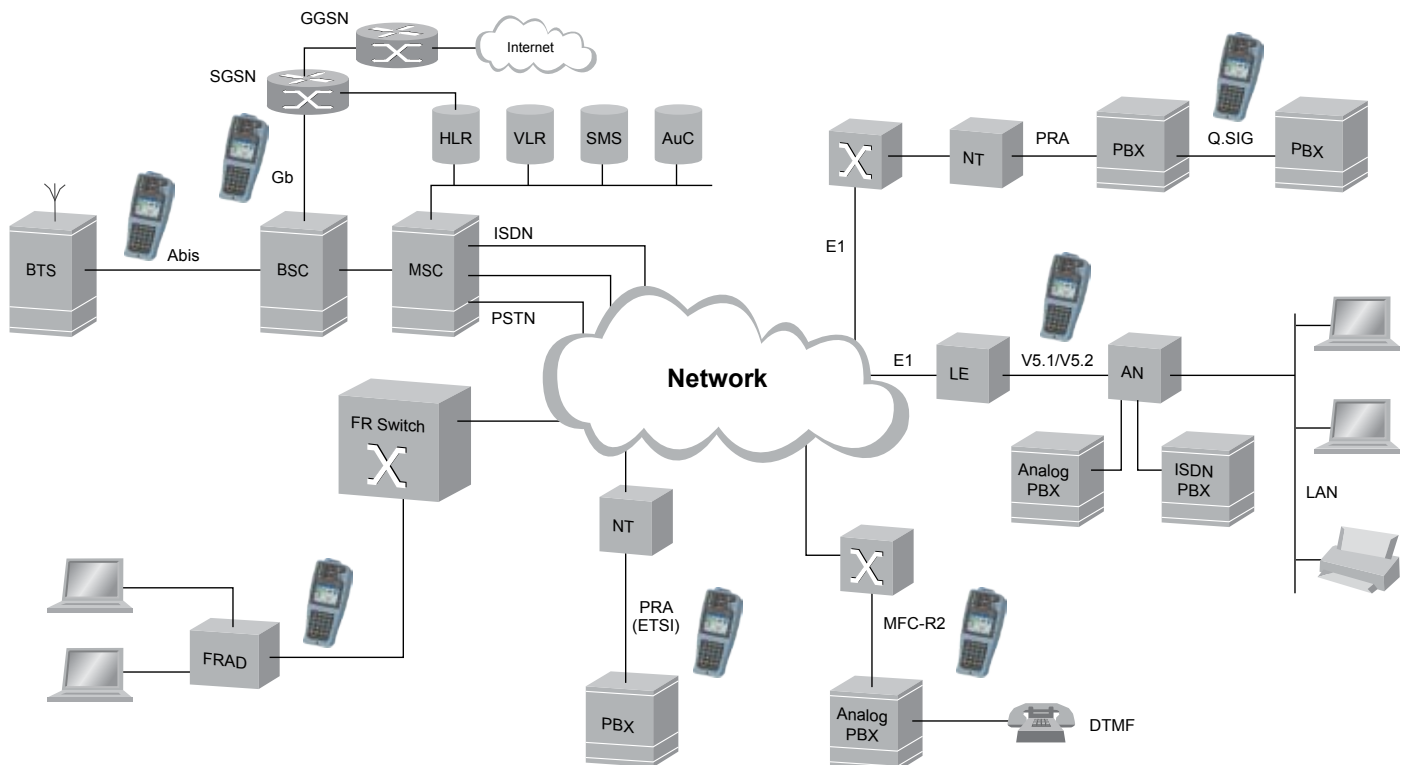 GGSN
Internet
SGSN
HLR
VLR
SMS
AuC
Gb
BTS
Abis
BSC
MSC
ISDN
PSTN
NT
PRA
PBX
Q.SIG
PBX
E1
Network
E1
LE
V5.1/V5.2
AN
Analog
PBX
ISDN
PBX
LAN
FR Switch
FRAD
NT
PRA
(ETSI)
PBX
MFC-R2
Analog
PBX
DTMF